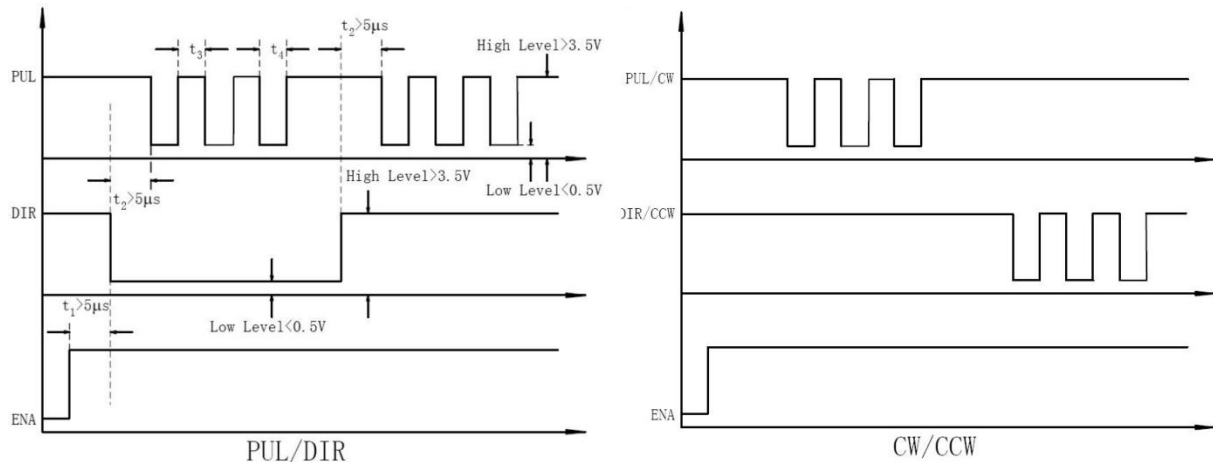 t₂>5μs
t₃
t₄
High Level>3.5V
PUL
Low Level<0.5V
t₂>5μs
High Level>3.5V
DIR
t₁>5μs
Low Level<0.5V
ENA
PUL/DIR
PUL/CW
DIR/CCW
ENA
CW/CCW